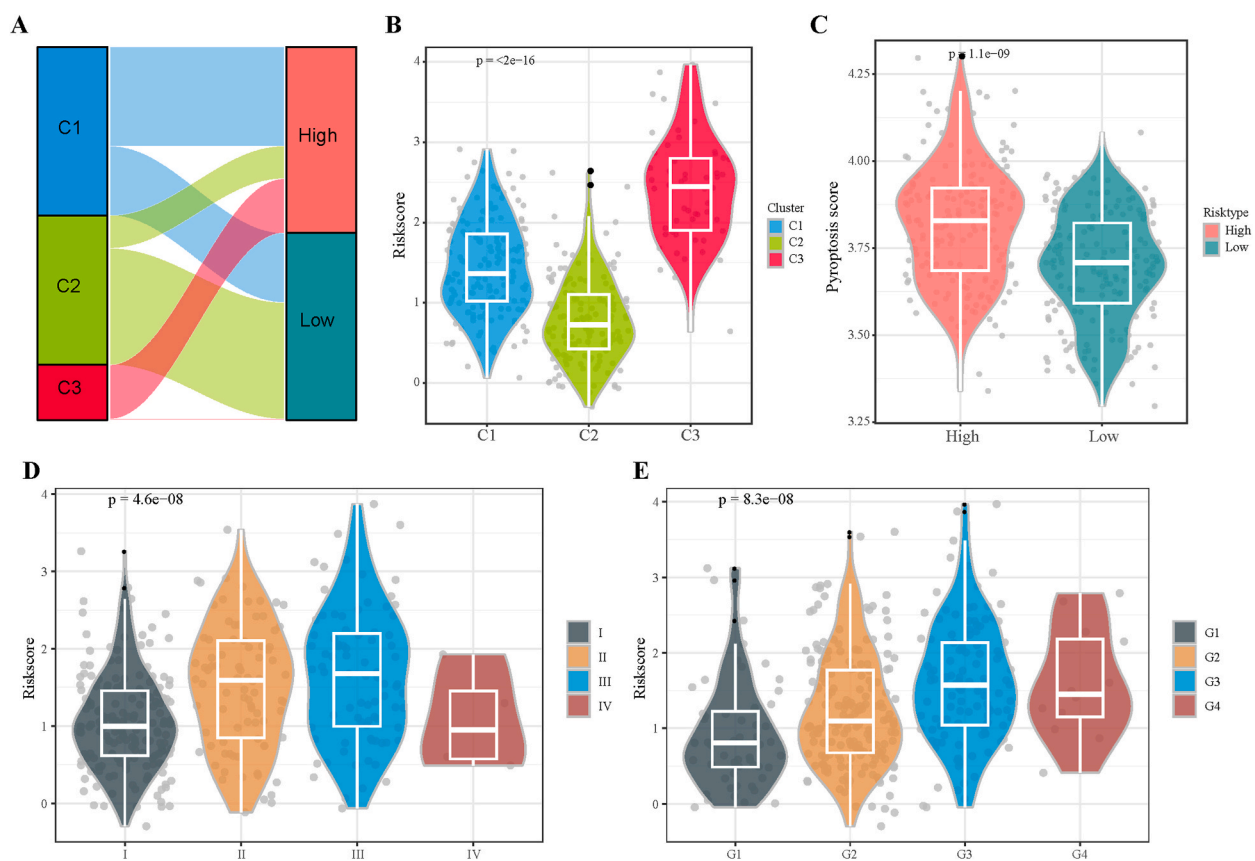 A
C1
C2
C3
High
Low
B
p = <2e−16
Riskscore
4
3
2
1
0
C1
C2
C3
Cluster
C1
C2
C3
C
p = 1.1e−09
Pyroptosis score
4.25
4.00
3.75
3.50
3.25
High
Low
Risktype
High
Low
D
p = 4.6e−08
Riskscore
4
3
2
1
0
I
II
III
IV
I
II
III
IV
E
p = 8.3e−08
Riskscore
4
3
2
1
0
G1
G2
G3
G4
G1
G2
G3
G4